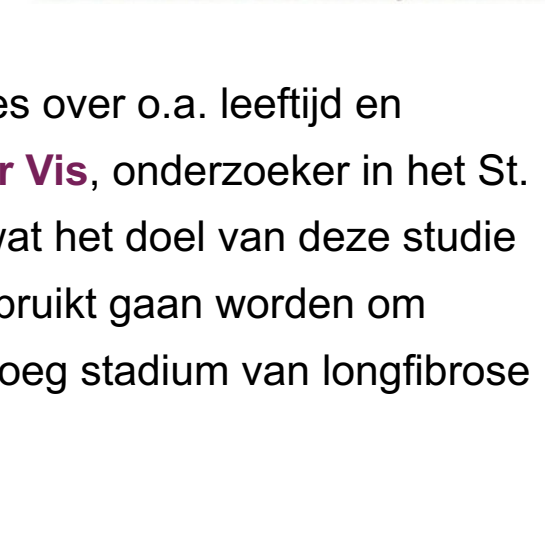 es over o.a. leeftijd en
r Vis, onderzoeker in het St.
vat het doel van deze studie
bruikt gaan worden om
oeg stadium van longfibrose